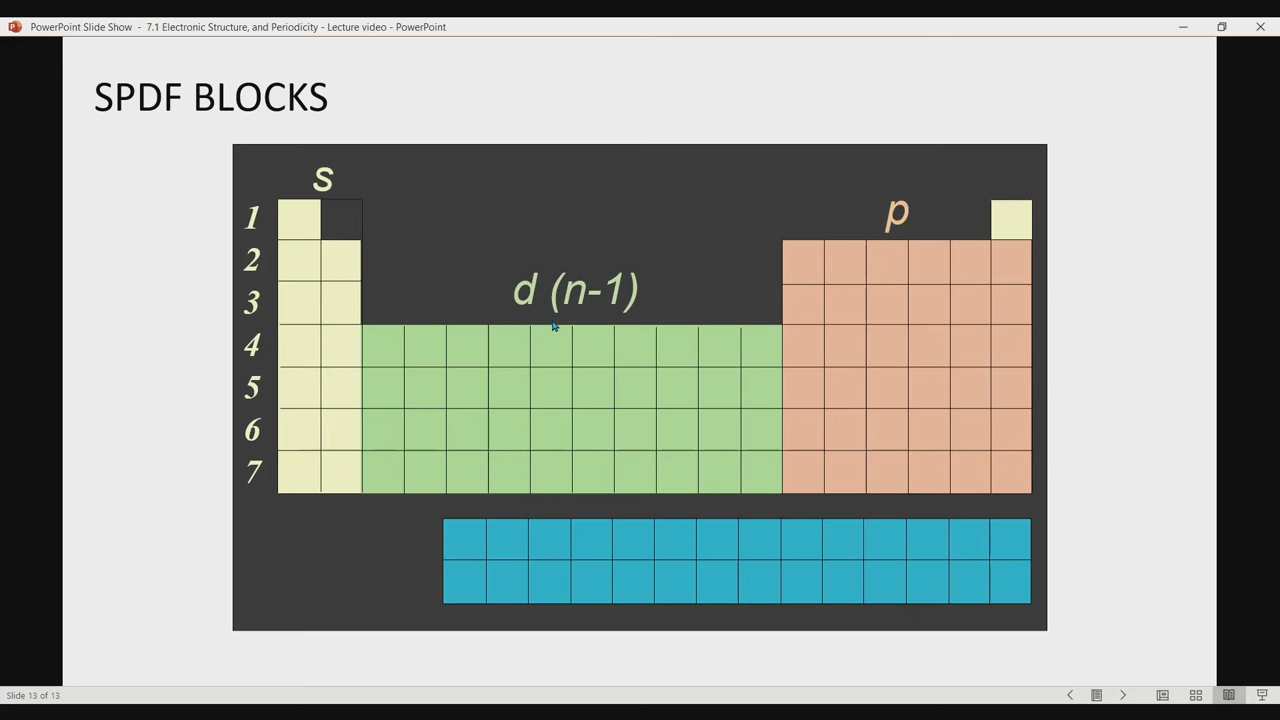 PowerPoint Slide Show - 7.1 Electronic Structure, and Periodicity - Lecture video - PowerPoint
SPDF BLOCKS
s
1
p
2
d (n-1)
3
4
5
6
7
Slide 13 of 13